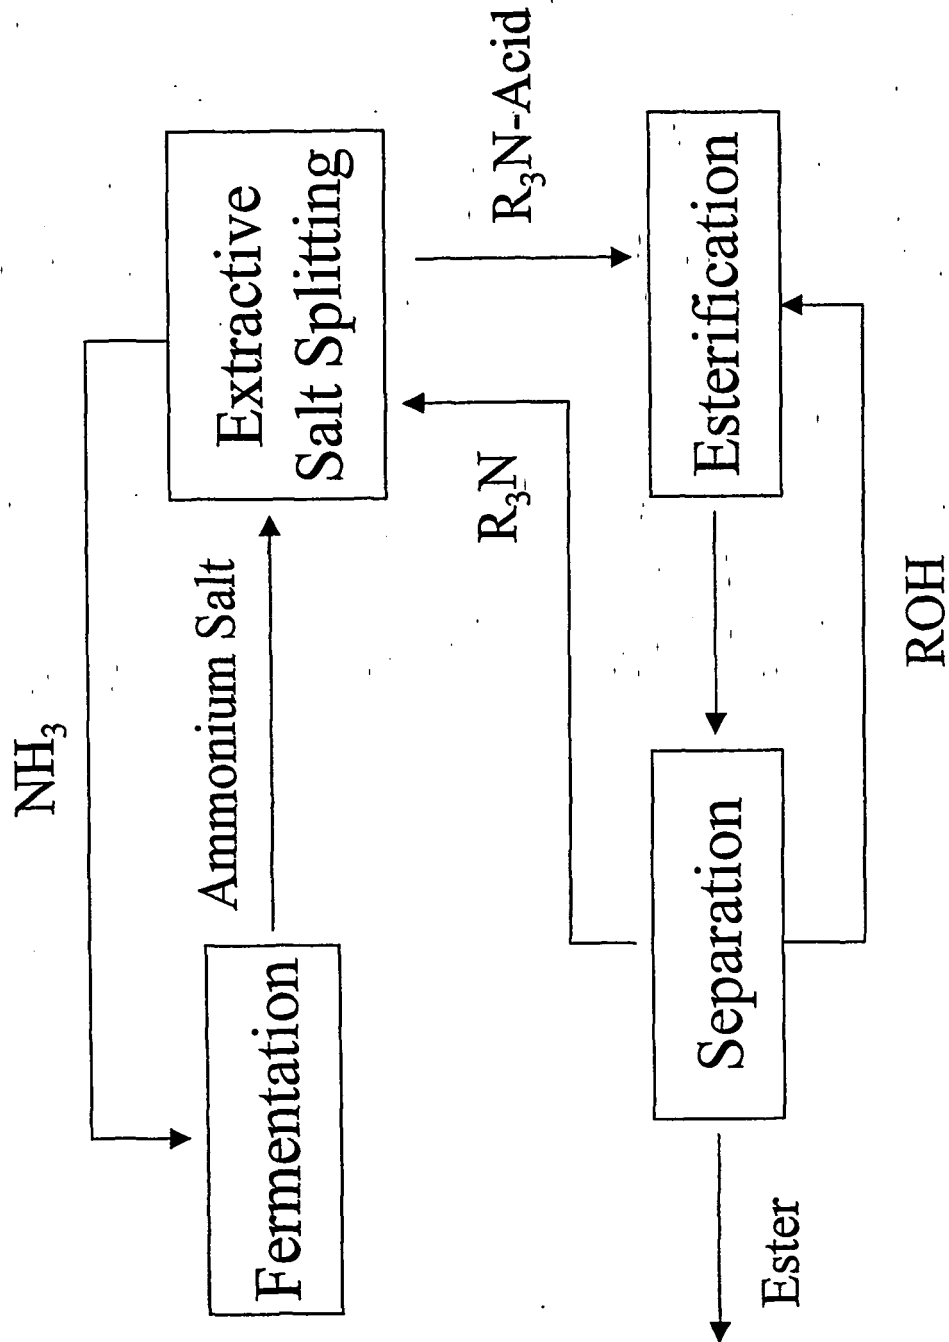 NH₃
Fermentation
Ammonium Salt
Extractive
Salt Splitting
R₃N
R₃N-Acid
Ester
Separation
Esterification
ROH